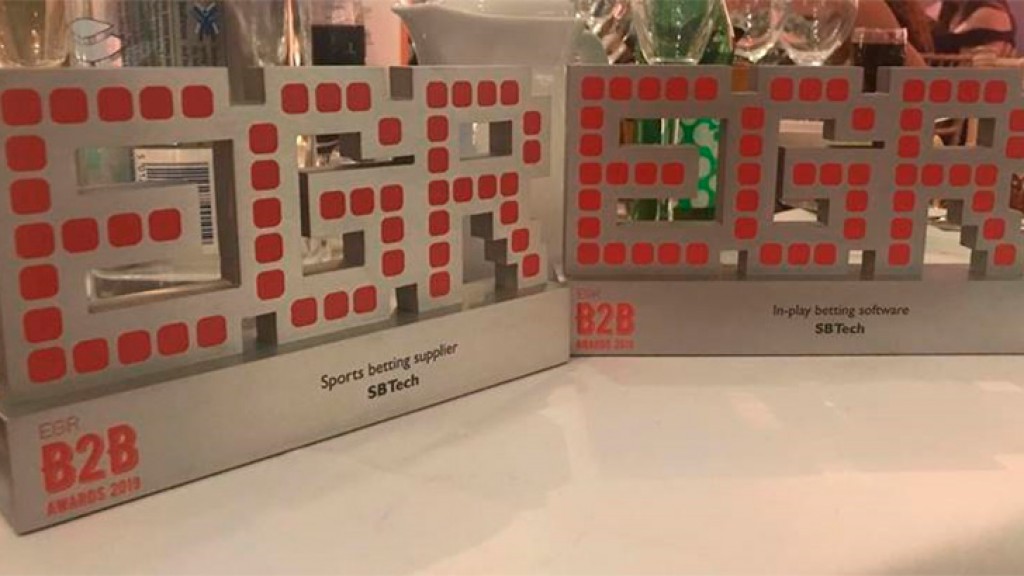 EGR
Sports betting supplier
SBTech
EGR
B2B
AWARDS 2019
EGR
In-play betting software
SBTech
EGR
B2B
AWARDS 2019